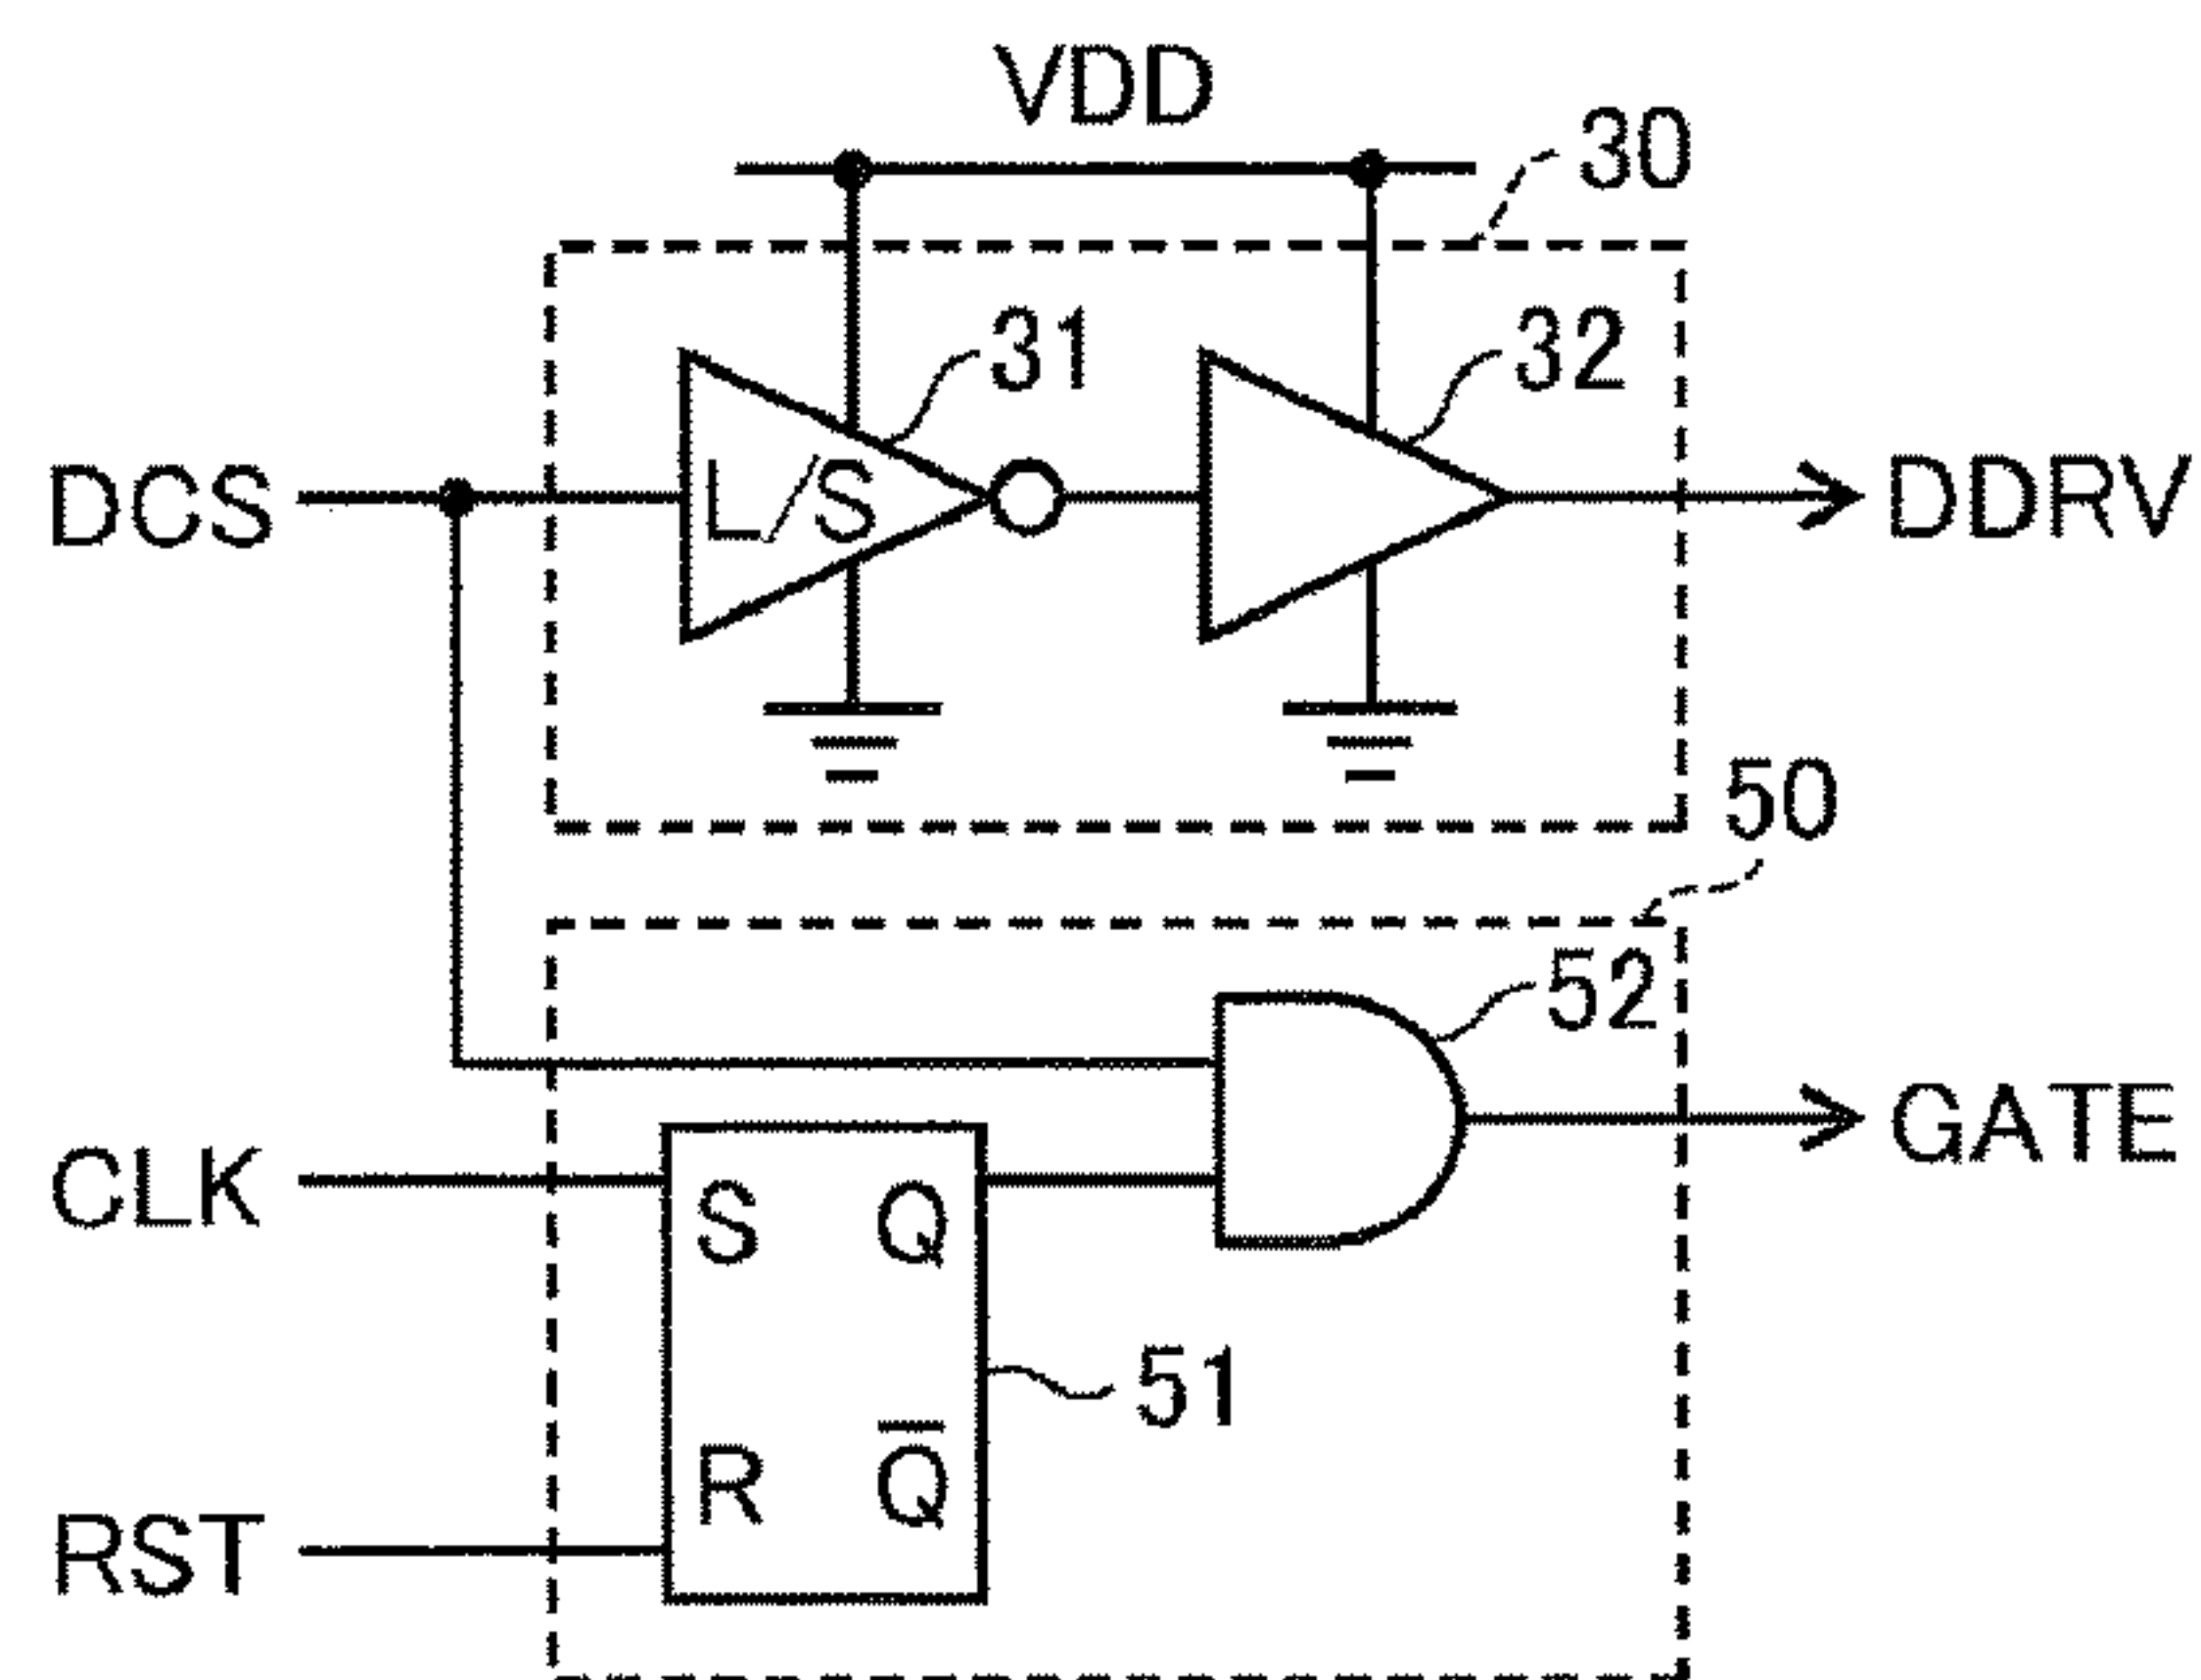 VDD
30
31
32
DCS
L/S
DDRV
50
52
GATE
CLK
S Q
51
R Q̅
RST